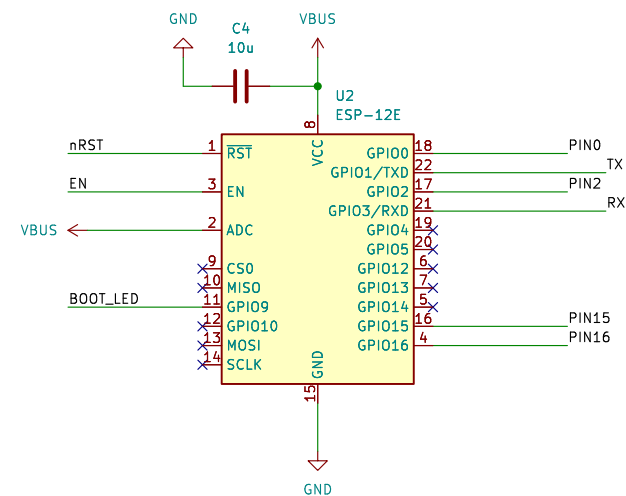 GND
VBUS
C4
10u
U2
ESP-12E
8
VCC
nRST 1 RST GPIO0 18 PIN0
GPIO1/TXD 22 TX
EN 3 EN GPIO2 17 PIN2
GPIO3/RXD 21 RX
VBUS 2 ADC GPIO4 19
GPIO5 20
9 CS0 GPIO12 6
10 MISO GPIO13 7
BOOT_LED 11 GPIO9 GPIO14 5
12 GPIO10 GPIO15 16 PIN15
13 MOSI GPIO16 4 PIN16
14 SCLK
GND
15
GND